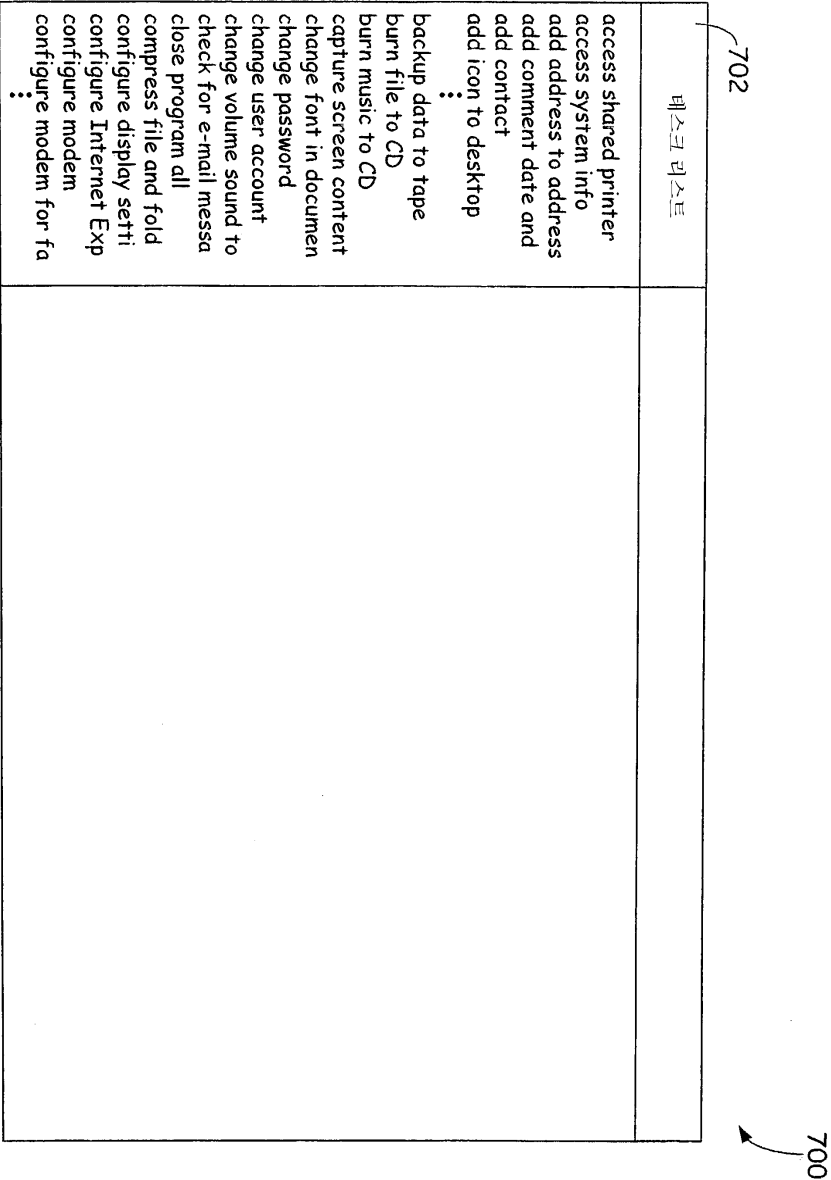 700
702
태스크 리스트
access shared printer
access system info
add address to address
add comment date and
add contact
add icon to desktop
⋮
backup data to tape
burn file to CD
burn music to CD
capture screen content
change font in documen
change password
change user account
change volume sound to
check for e-mail messa
close program all
compress file and fold
configure display setti
configure Internet Exp
configure modem
configure modem for fa
⋮